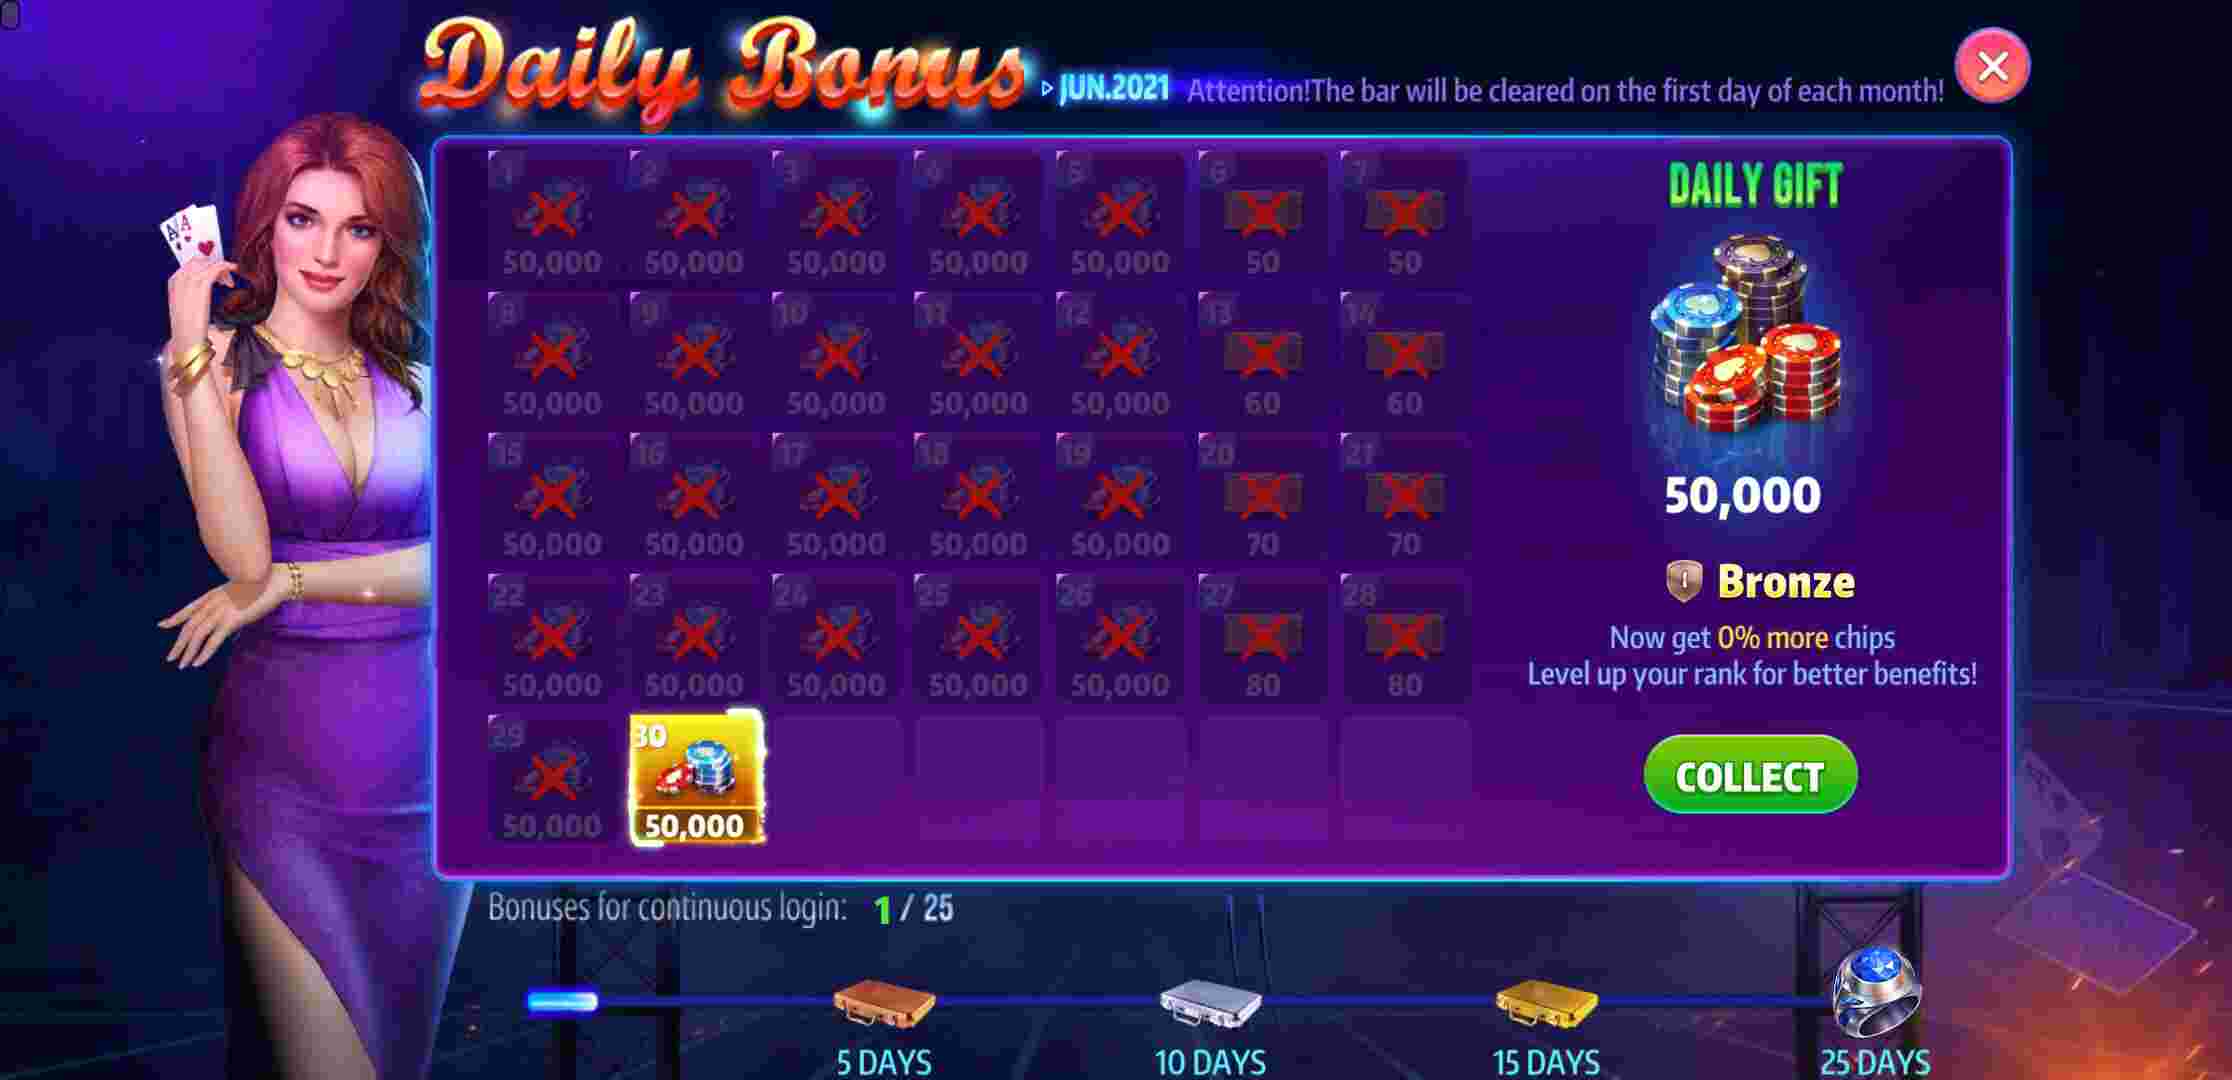 Daily Bonus
JUN.2021
Attention!The bar will be cleared on the first day of each month!
A A
DAILY GIFT
1 2 3 4 5 6 7
50,000 50,000 50,000 50,000 50,000 50 50
8 9 10 11 12 13 14
50,000 50,000 50,000 50,000 50,000 60 60
15 16 17 18 19 20 21
50,000 50,000 50,000 50,000 50,000 70 70
22 23 24 25 26 27 28
50,000 50,000 50,000 50,000 50,000 80 80
29 30
50,000 50,000
50,000
Bronze
Now get 0% more chips
Level up your rank for better benefits!
COLLECT
Bonuses for continuous login: 1 / 25
5 DAYS 10 DAYS 15 DAYS 25 DAYS